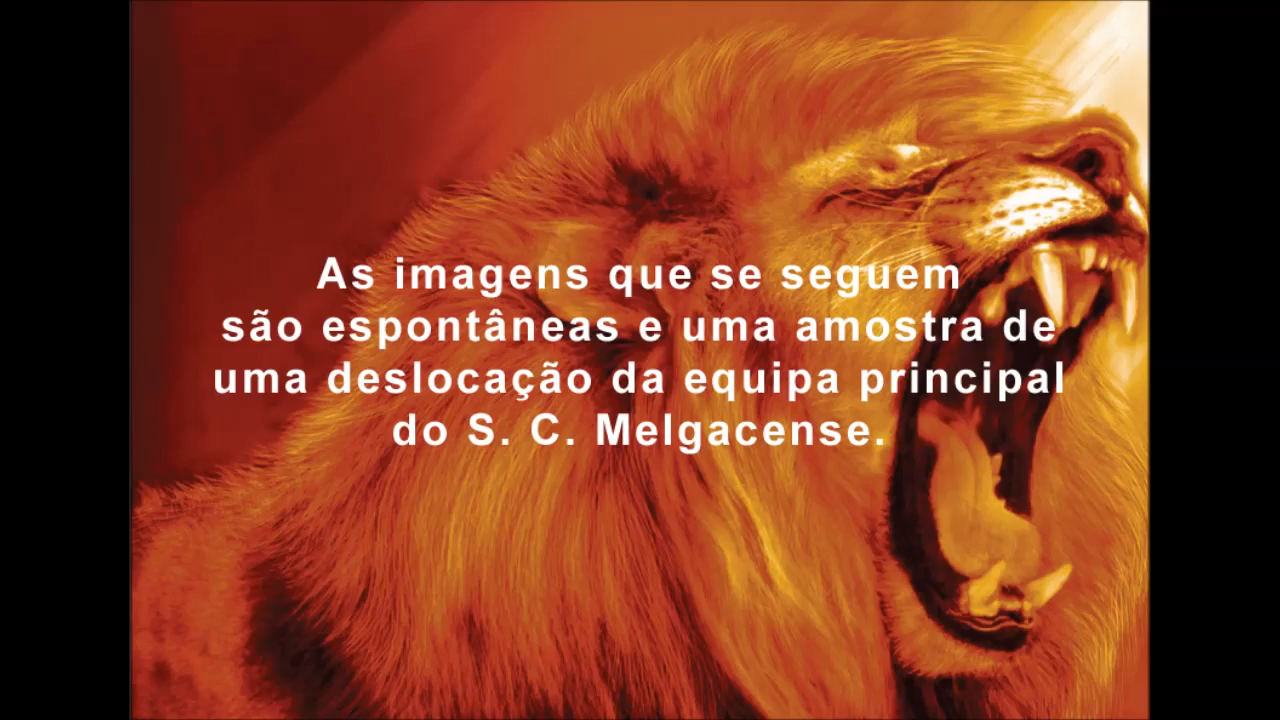 As imagens que se seguem
são espontâneas e uma amostra de
uma deslocação da equipa principal
do S. C. Melgacense.